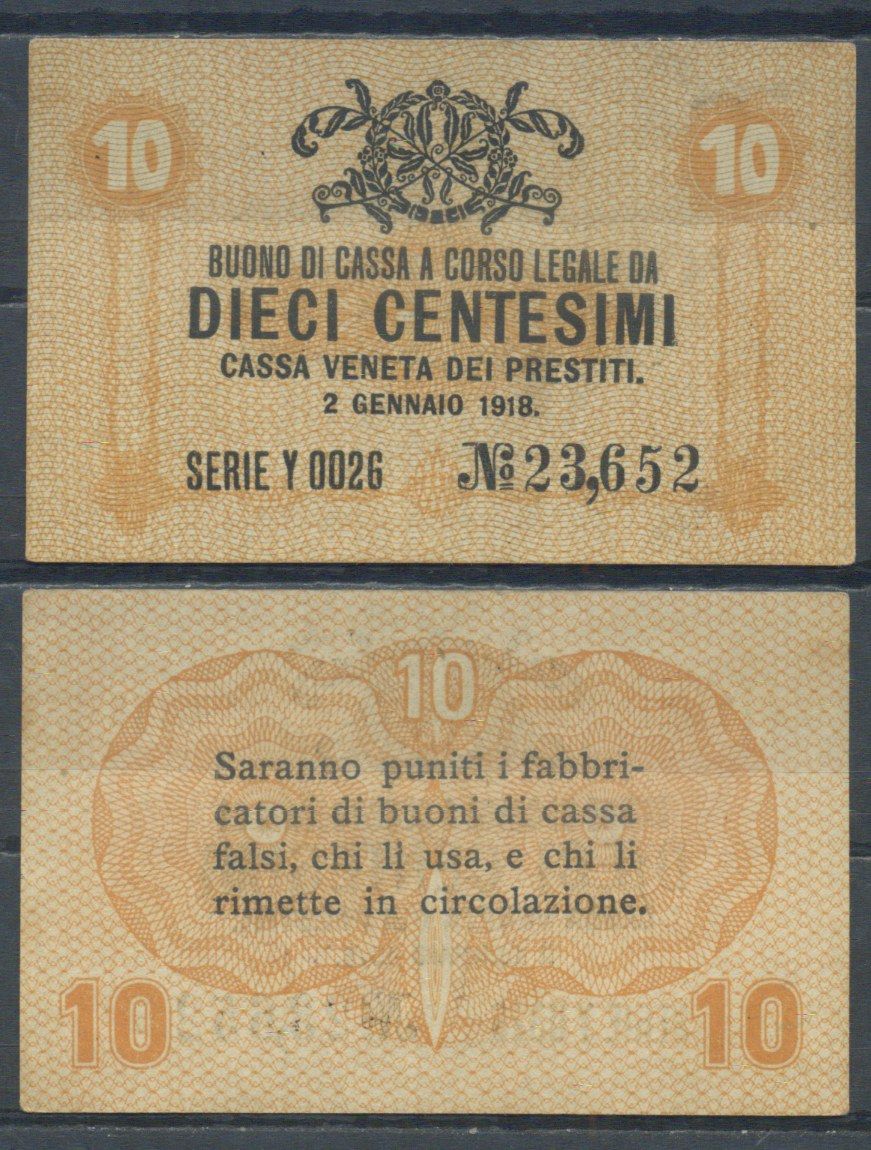 10
10
BUONO DI CASSA A CORSO LEGALE DA
DIECI CENTESIMI
CASSA VENETA DEI PRESTITI.
2 GENNAIO 1918.
SERIE Y 0026 № 23,652
10
Saranno puniti i fabbri-
catori di buoni di cassa
falsi, chi li usa, e chi li
rimette in circolazione.
10
10